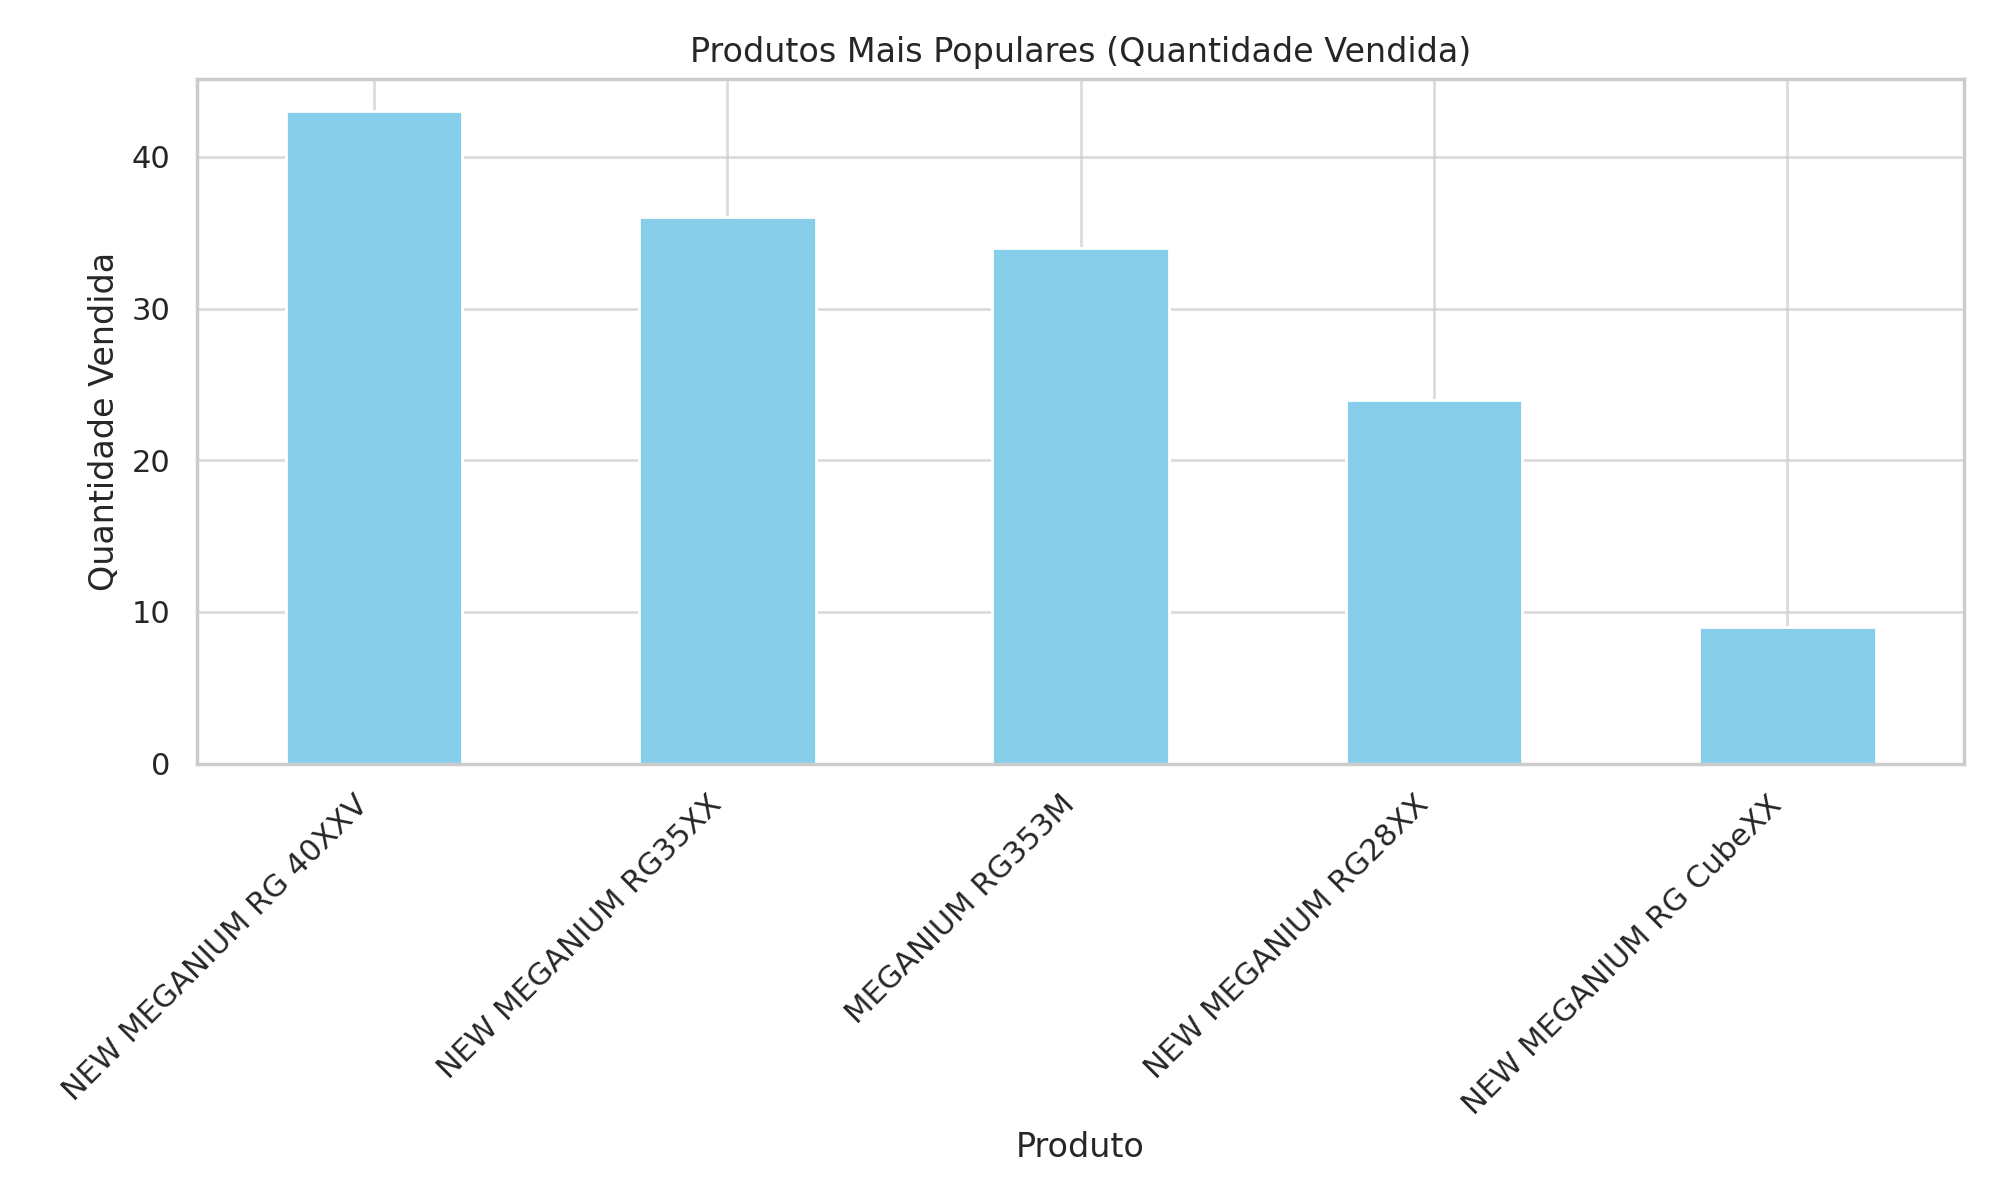 Produtos Mais Populares (Quantidade Vendida)
Quantidade Vendida
40
30
20
10
0
NEW MEGANIUM RG 40XXV
NEW MEGANIUM RG35XX
MEGANIUM RG353M
NEW MEGANIUM RG28XX
NEW MEGANIUM RG CubeXX
Produto